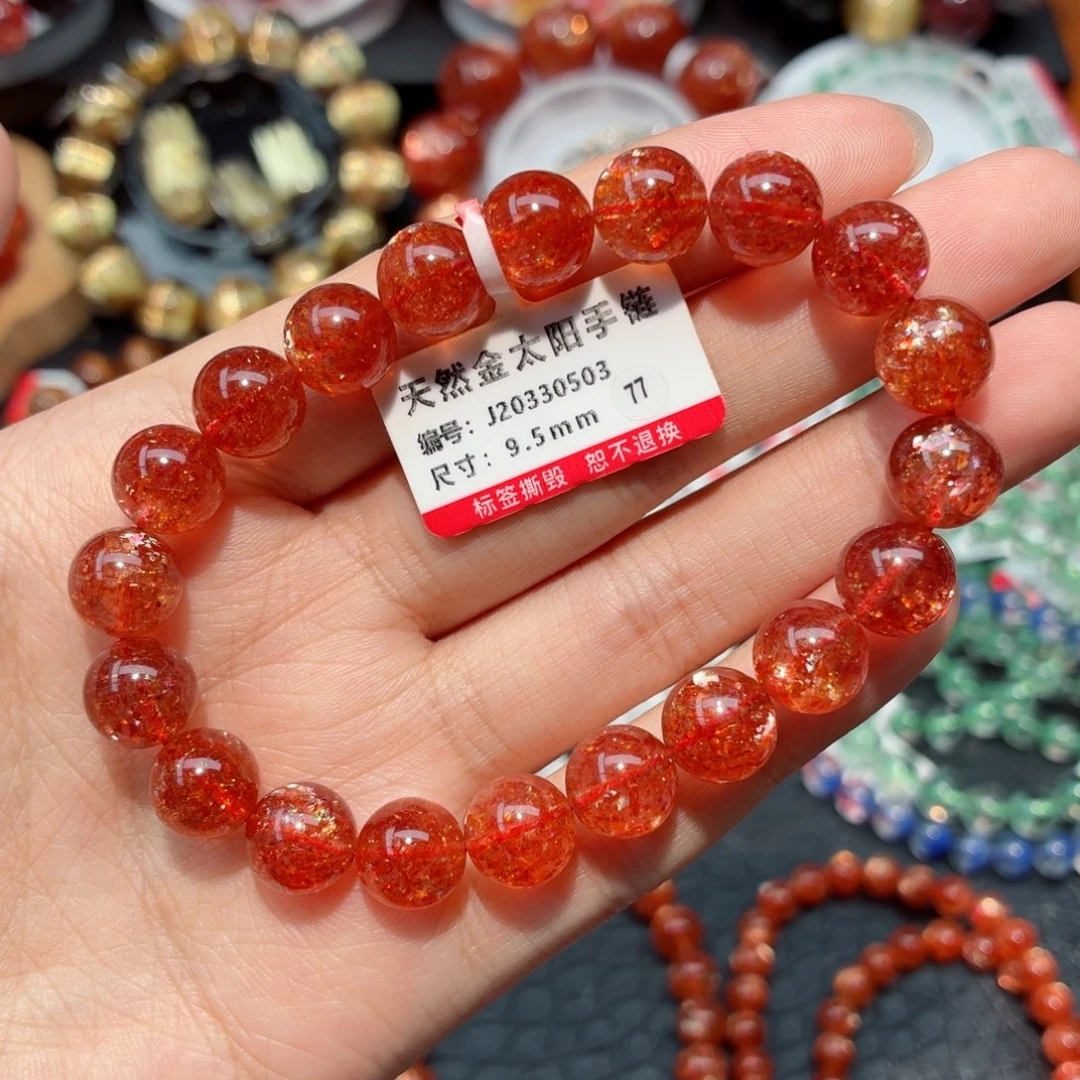 天然金太阳手链
编号：J20330503
尺寸：9.5mm
77
标签撕毁 恕不退换